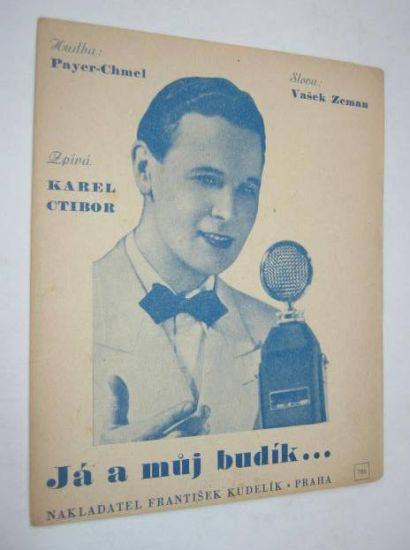 Hudba:
Payer-Chmel
Slova:
Vašek Zeman
Zpívá
KAREL
CTIBOR
Já a můj budík...
NAKLADATEL FRANTIŠEK KUDELÍK • PRAHA